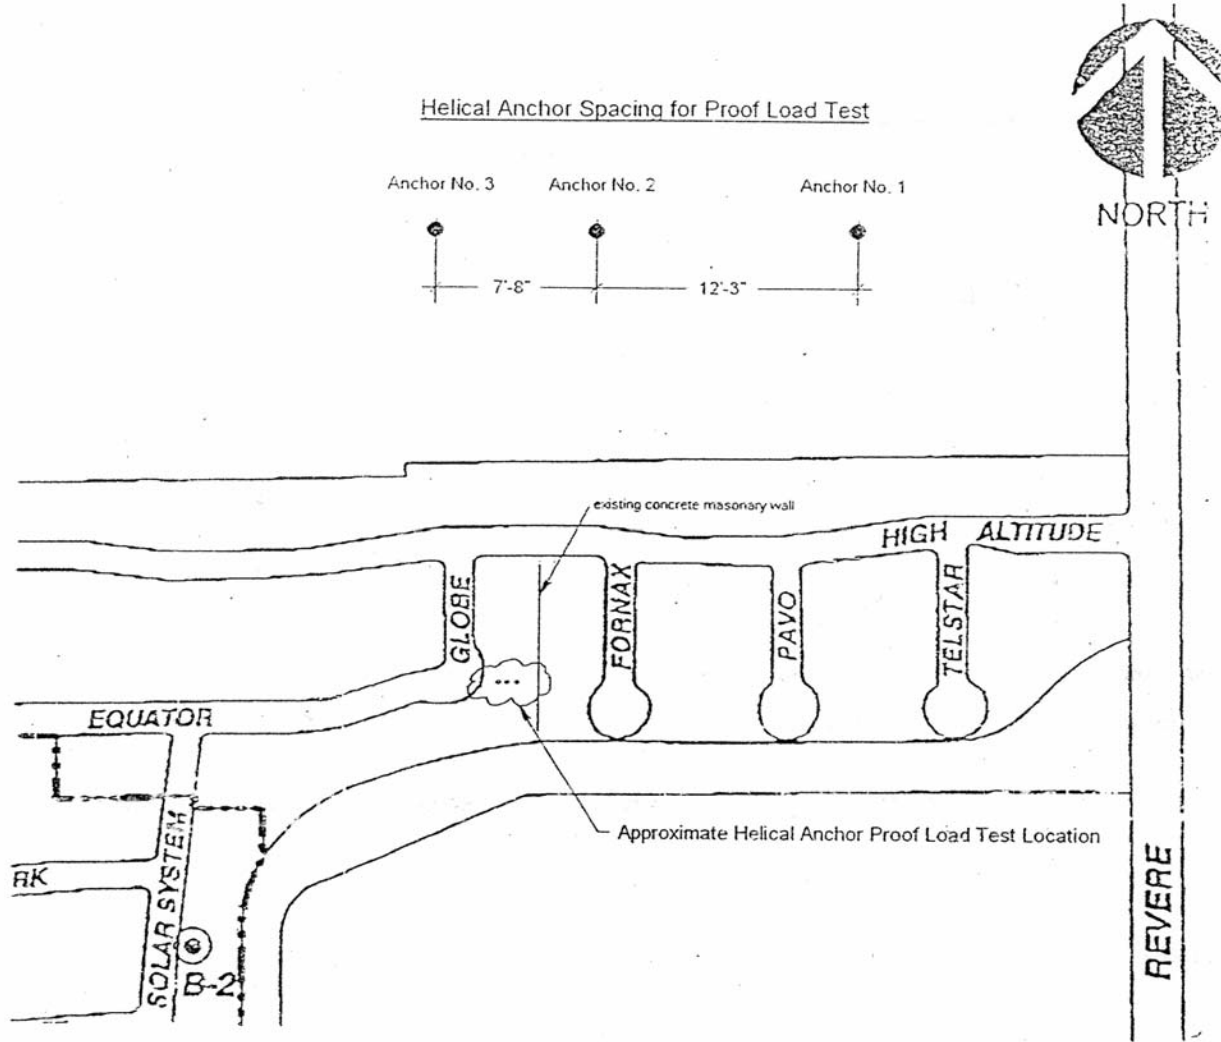 Helical Anchor Spacing for Proof Load Test
Anchor No. 3
Anchor No. 2
Anchor No. 1
NORTH
7'-8"
12'-3"
existing concrete masonary wall
HIGH ALTITUDE
GLOBE
FORNAX
PAVO
TELSTAR
EQUATOR
Approximate Helical Anchor Proof Load Test Location
RK
SOLAR SYSTEM
B-2
REVERE